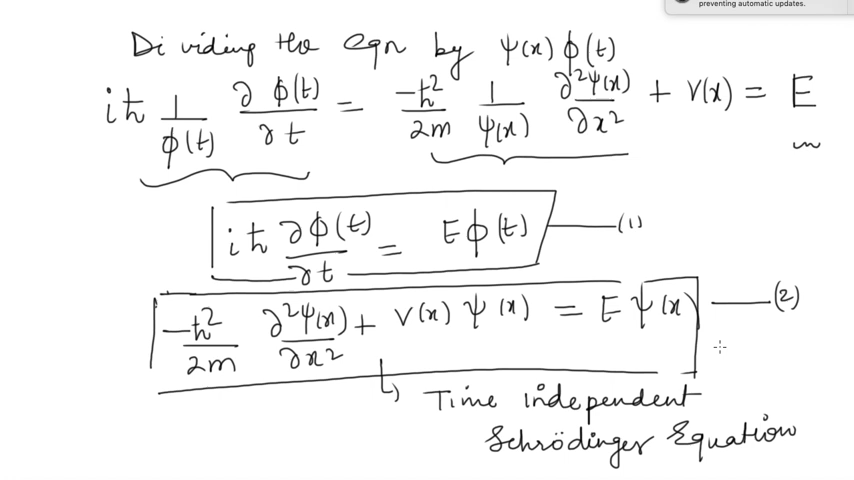 preventing automatic updates.
Dividing the eqn by ψ(x) ϕ(t)
iħ 1/ϕ(t) ∂ϕ(t)/∂t = -ħ²/2m 1/ψ(x) ∂²ψ(x)/∂x² + V(x) = E
iħ ∂ϕ(t)/∂t = Eϕ(t) (1)
-ħ²/2m ∂²ψ(x)/∂x² + V(x) ψ(x) = E ψ(x) (2)
Time independent
Schrödinger Equation